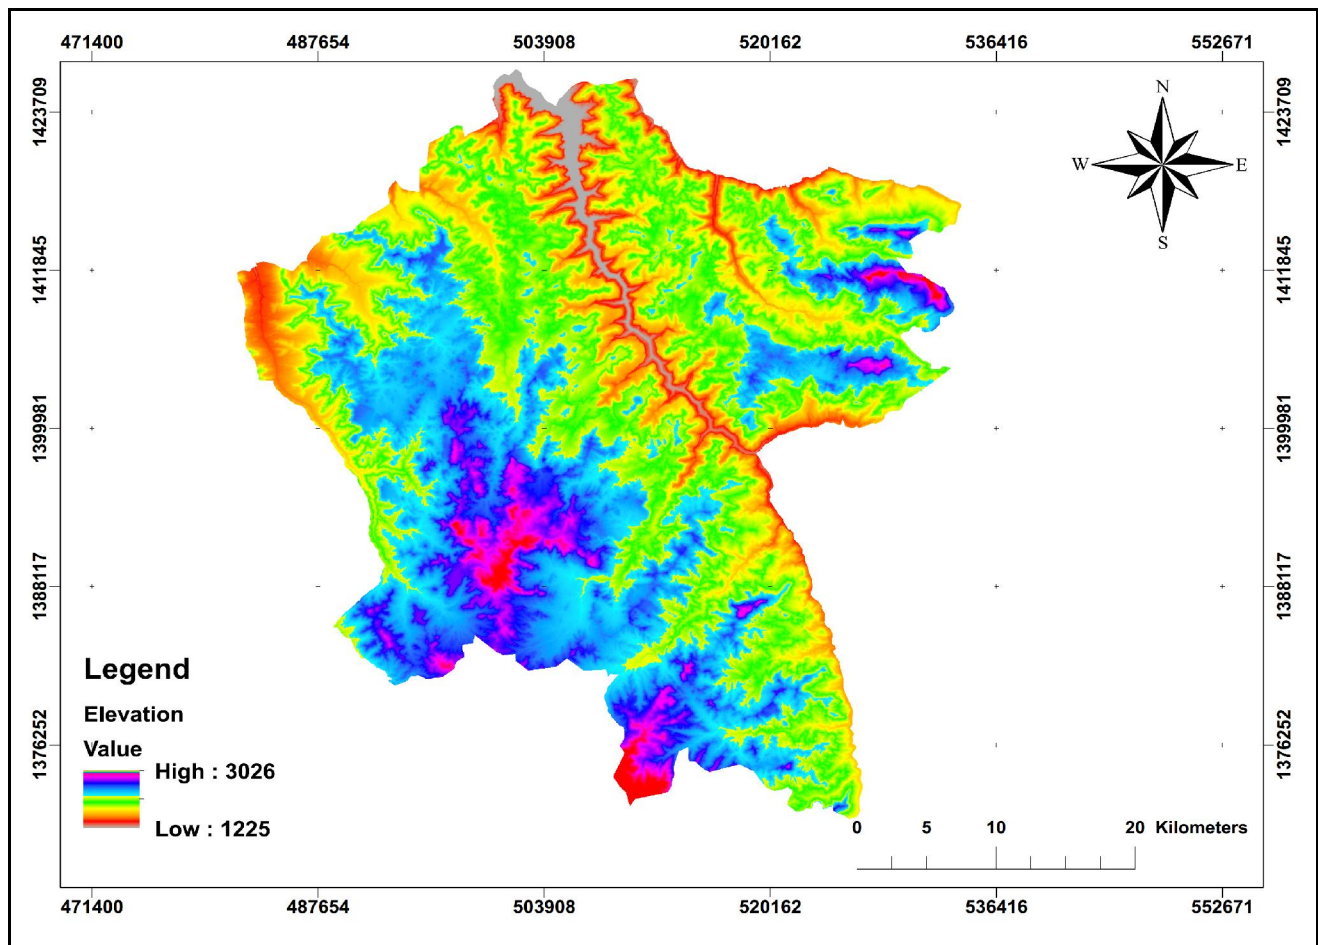 471400 487654 503908 520162 536416 552671
1423709 1423709
N
W E
S
1411845 1411845
1399981 1399981
1388117 1388117
Legend
Elevation
Value
High : 3026
Low : 1225
1376252 1376252
0 5 10 20 Kilometers
471400 487654 503908 520162 536416 552671